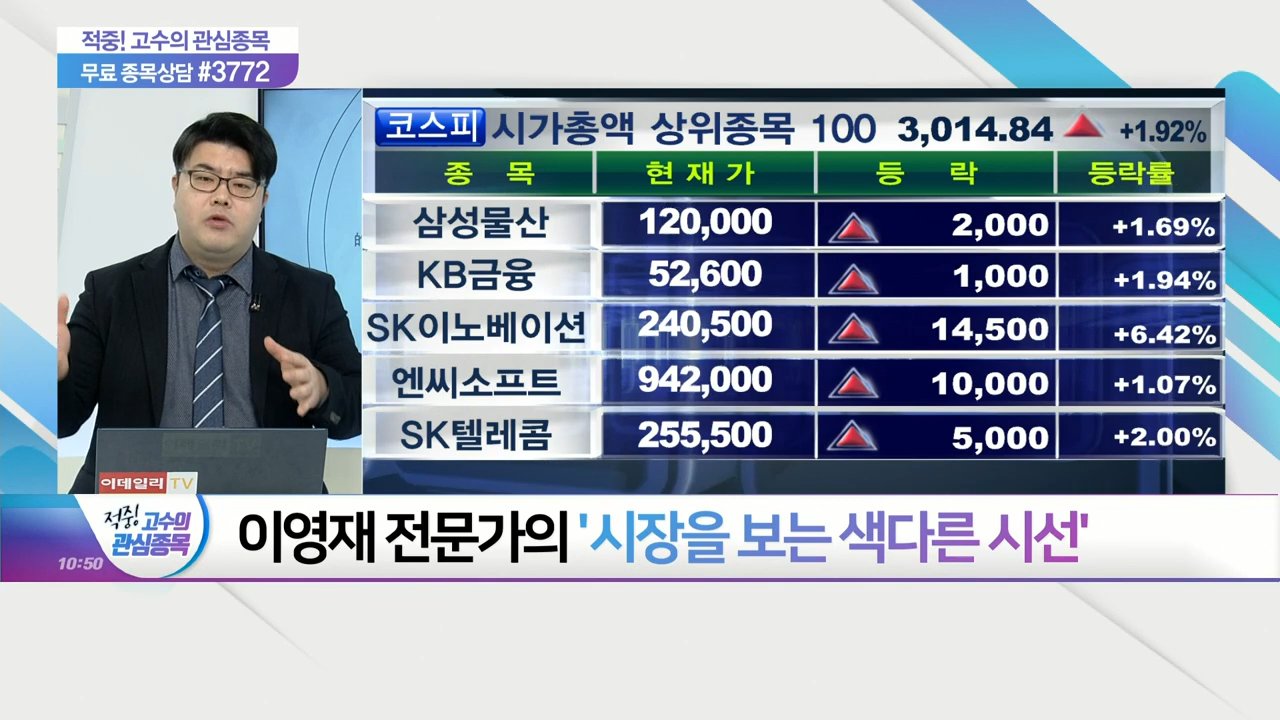 적중! 고수의 관심종목
무료 종목상담 #3772
코스피 시가총액 상위종목 100 3,014.84 +1.92%
종 목 현 재 가 등 락 등락률
삼성물산 120,000 2,000 +1.69%
KB금융 52,600 1,000 +1.94%
SK이노베이션 240,500 14,500 +6.42%
엔씨소프트 942,000 10,000 +1.07%
SK텔레콤 255,500 5,000 +2.00%
이데일리 TV
적중! 고수의
관심종목
10:50
이영재 전문가의 '시장을 보는 색다른 시선'